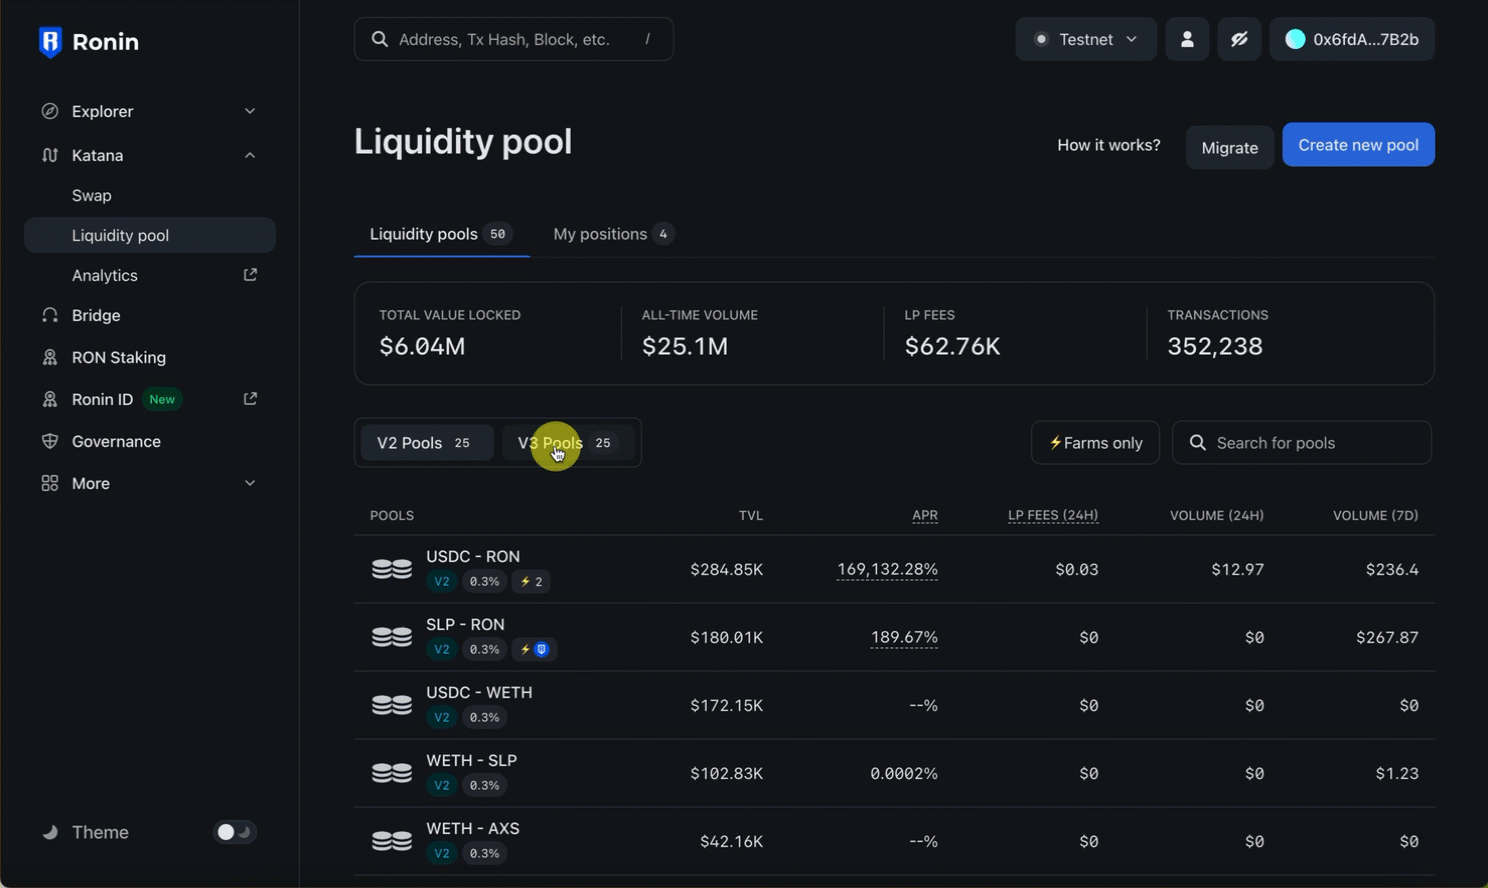 Ronin
Address, Tx Hash, Block, etc. /
Testnet
0x6fdA...7B2b
Explorer
Katana
Swap
Liquidity pool
Analytics
Bridge
RON Staking
Ronin ID New
Governance
More
Theme
Liquidity pool
How it works?
Migrate
Create new pool
Liquidity pools 50
My positions 4
TOTAL VALUE LOCKED
$6.04M
ALL-TIME VOLUME
$25.1M
LP FEES
$62.76K
TRANSACTIONS
352,238
V2 Pools 25
V3 Pools 25
⚡Farms only
Search for pools
POOLS TVL APR LP FEES (24H) VOLUME (24H) VOLUME (7D)
USDC - RON
V2 0.3% ⚡ 2
$284.85K 169,132.28% $0.03 $12.97 $236.4
SLP - RON
V2 0.3% ⚡
$180.01K 189.67% $0 $0 $267.87
USDC - WETH
V2 0.3%
$172.15K --% $0 $0 $0
WETH - SLP
V2 0.3%
$102.83K 0.0002% $0 $0 $1.23
WETH - AXS
V2 0.3%
$42.16K --% $0 $0 $0